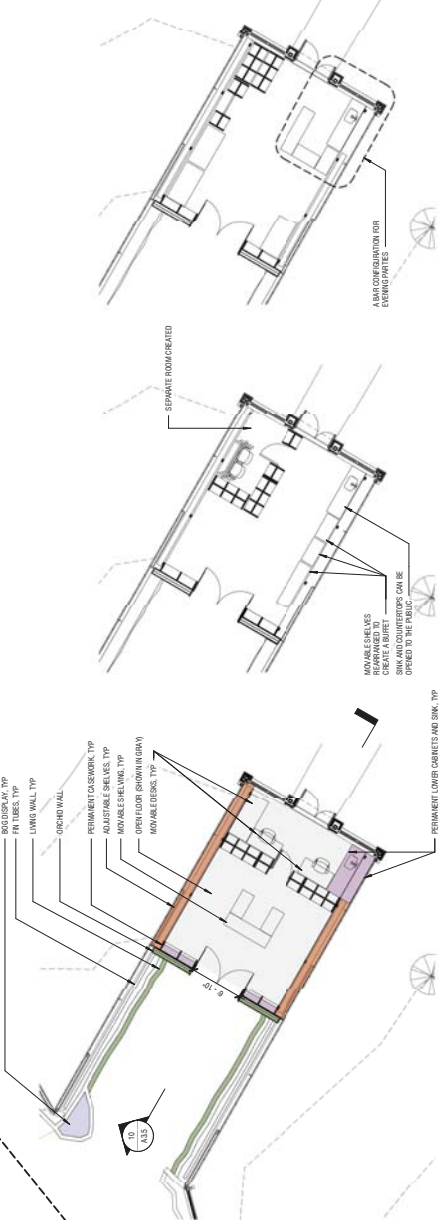 BOG DISPLAY, TYP
FIN TUBES, TYP
LIVING WALL, TYP
ORCHID WALL
PERMANENT CASEWORK, TYP
ADJUSTABLE SHELVES, TYP
MOVABLE SHELVING, TYP
OPEN FLOOR (SHOWN IN GRAY)
MOVABLE DESKS, TYP
6' - 10"
10
A3.5
PERMANENT LOWER CABINETS AND SINK, TYP
SEPARATE ROOM CREATED
MOVABLE SHELVES
REARRANGED TO
CREATE A BUFFET
SINK AND COUNTERTOPS CAN BE
OPENED TO THE PUBLIC
A BAR CONFIGURATION FOR
EVENING PARTIES